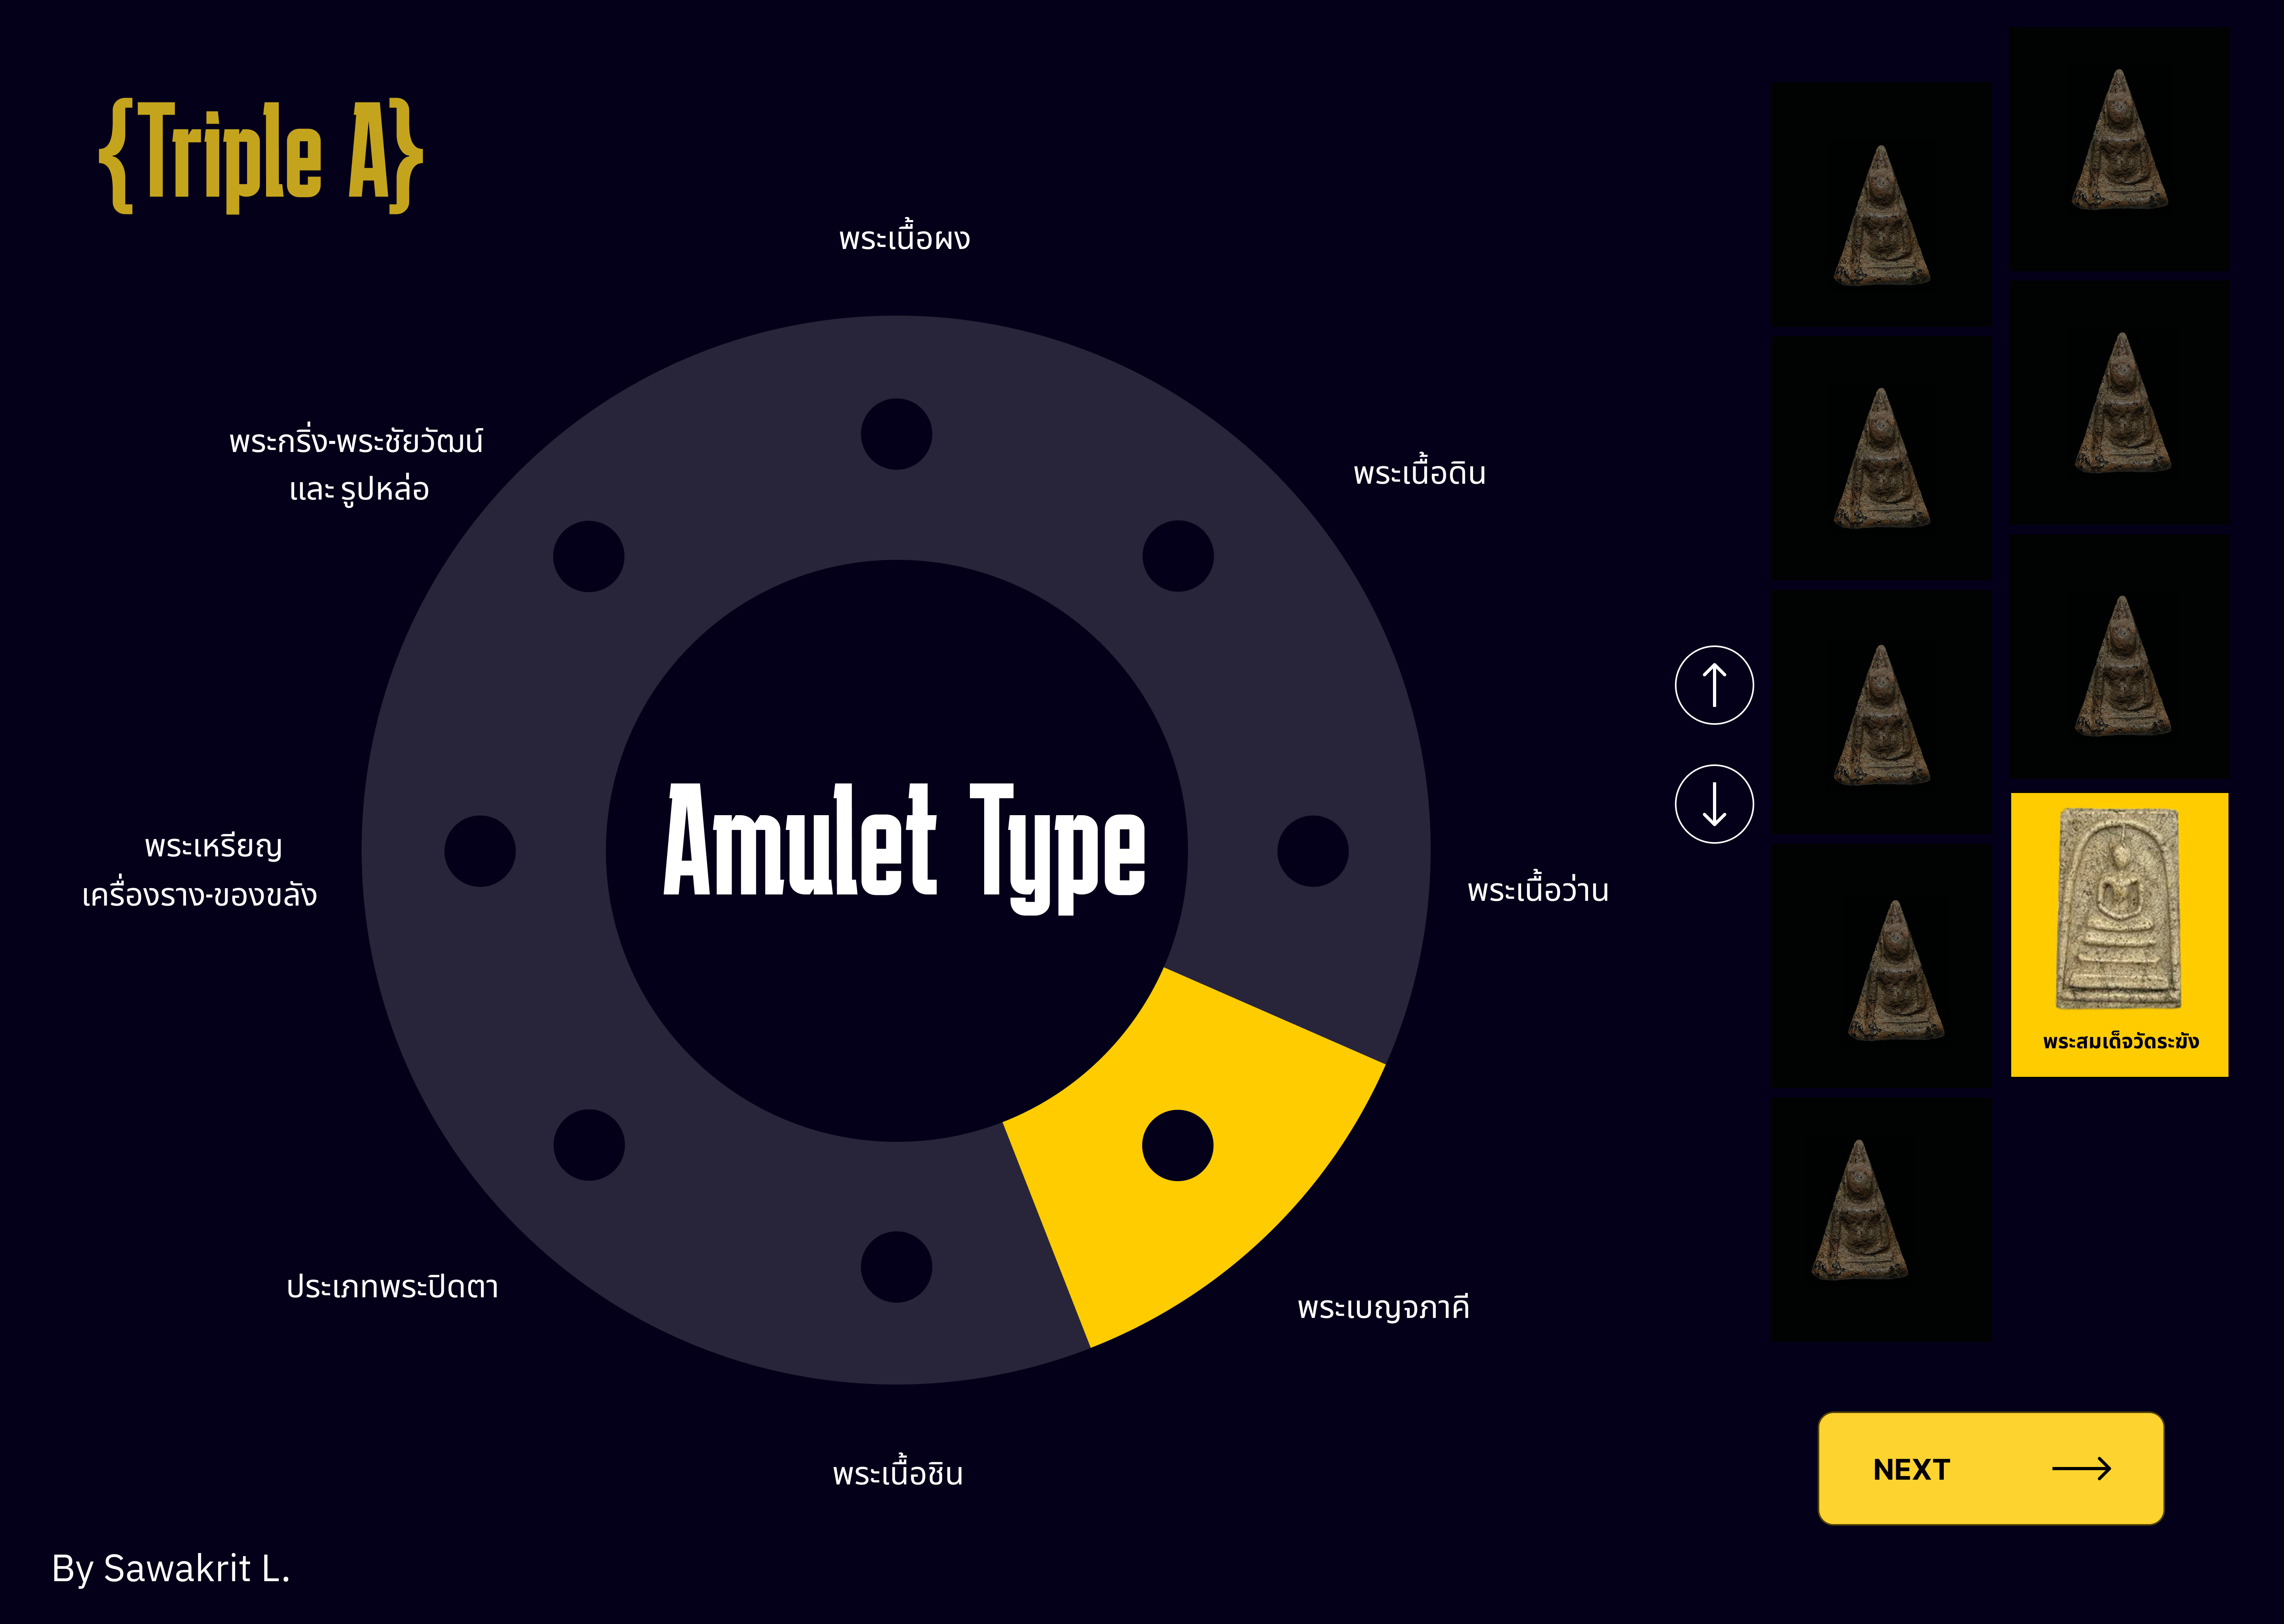 {Triple A}
พระเนื้อผง
พระกริ่ง-พระชัยวัฒน์
และ รูปหล่อ
พระเนื้อดิน
Amulet Type
พระเหรียญ
เครื่องราง-ของขลัง
พระเนื้อว่าน
พระสมเด็จวัดระฆัง
ประเภทพระปิดตา
พระเบญจภาคี
พระเนื้อชิน
NEXT
By Sawakrit L.